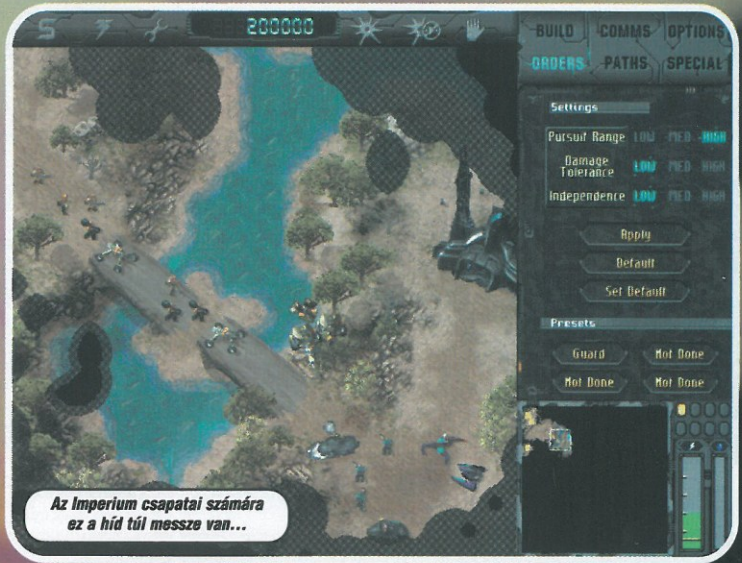 200000
BUILD COMMS OPTIONS
ORDERS PATHS SPECIAL
Settings
Pursuit Range LOW MED HIGH
Damage
Tolerance LOW MED HIGH
Independence LOW MED HIGH
Apply
Default
Set Default
Presets
Guard Not Done
Not Done Not Done
Az Imperium csapatai számára
ez a híd túl messze van...